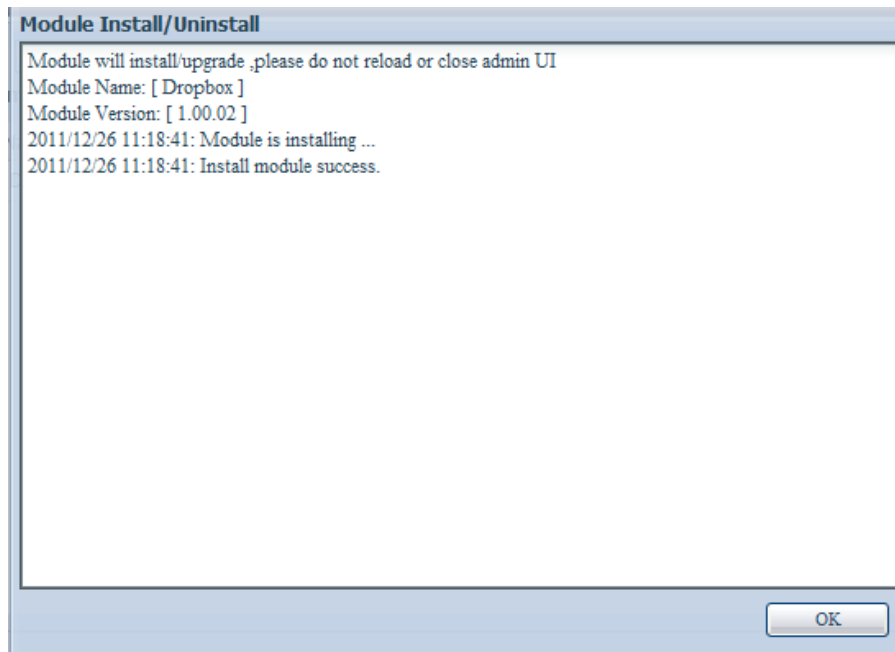 Module Install/Uninstall
Module will install/upgrade ,please do not reload or close admin UI
Module Name: [ Dropbox ]
Module Version: [ 1.00.02 ]
2011/12/26 11:18:41: Module is installing ...
2011/12/26 11:18:41: Install module success.
OK